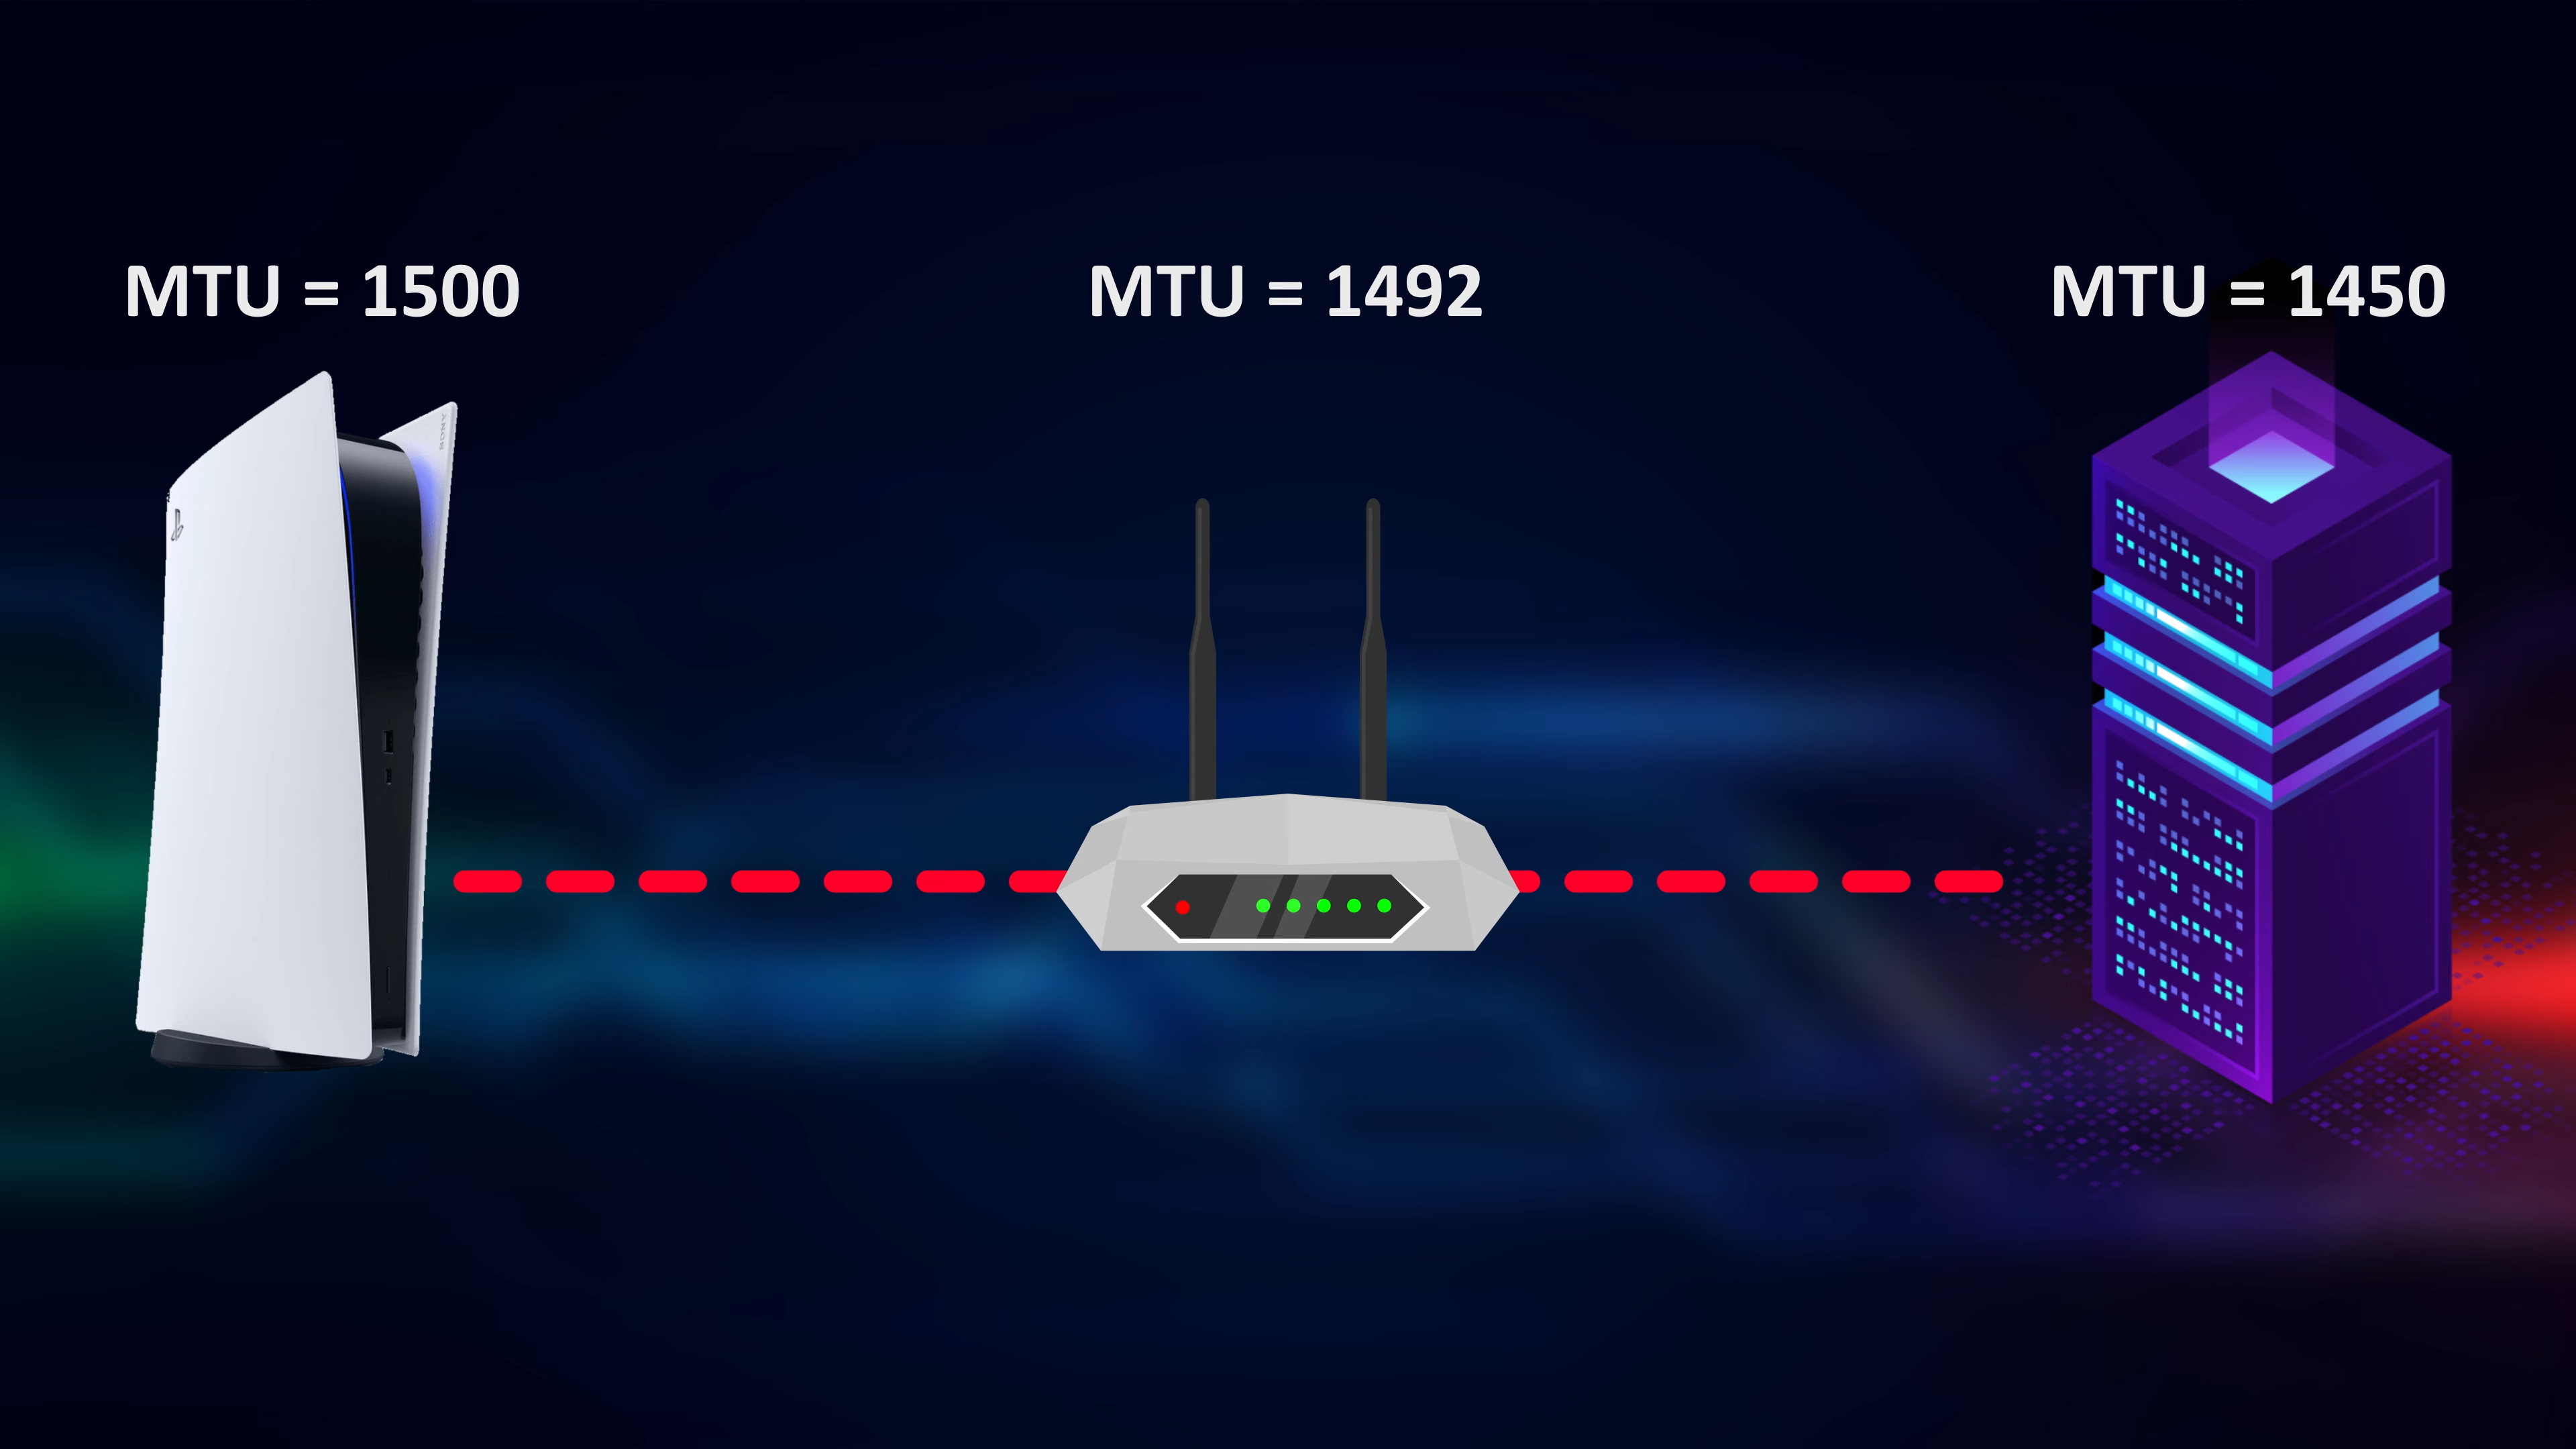 MTU = 1500
MTU = 1492
MTU = 1450